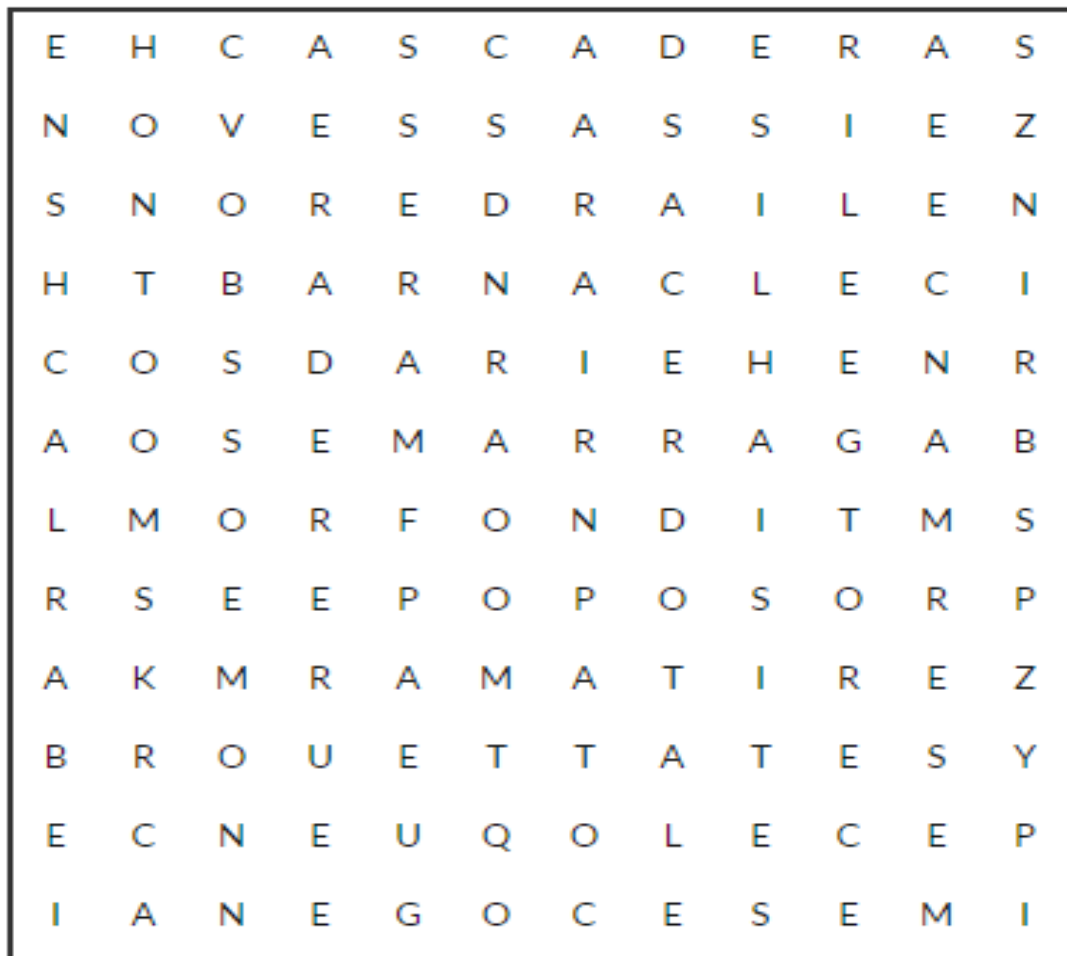 E H C A S C A D E R A S
N O V E S S A S S I E Z
S N O R E D R A I L E N
H T B A R N A C L E C I
C O S D A R I E H E N R
A O S E M A R R A G A B
L M O R F O N D I T M S
R S E E P O P O S O R P
A K M R A M A T I R E Z
B R O U E T T A T E S Y
E C N E U Q O L E C E P
I A N E G O C E S E M I